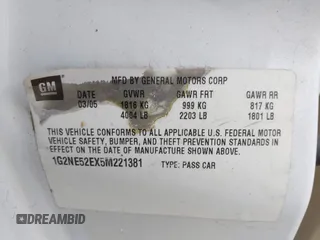 GM
MFD BY GENERAL MOTORS CORP
DATE GVWR GAWR FRT GAWR RR
03/05 1816 KG 999 KG 817 KG
4004 LB 2203 LB 1801 LB
THIS VEHICLE CONFORMS TO ALL APPLICABLE U.S. FEDERAL MOTOR
VEHICLE SAFETY, BUMPER, AND THEFT PREVENTION STANDARDS IN
EFFECT ON THE DATE OF MANUFACTURE SHOWN ABOVE.
1G2NE52EX5M221381 TYPE: PASS CAR
DREAMBID